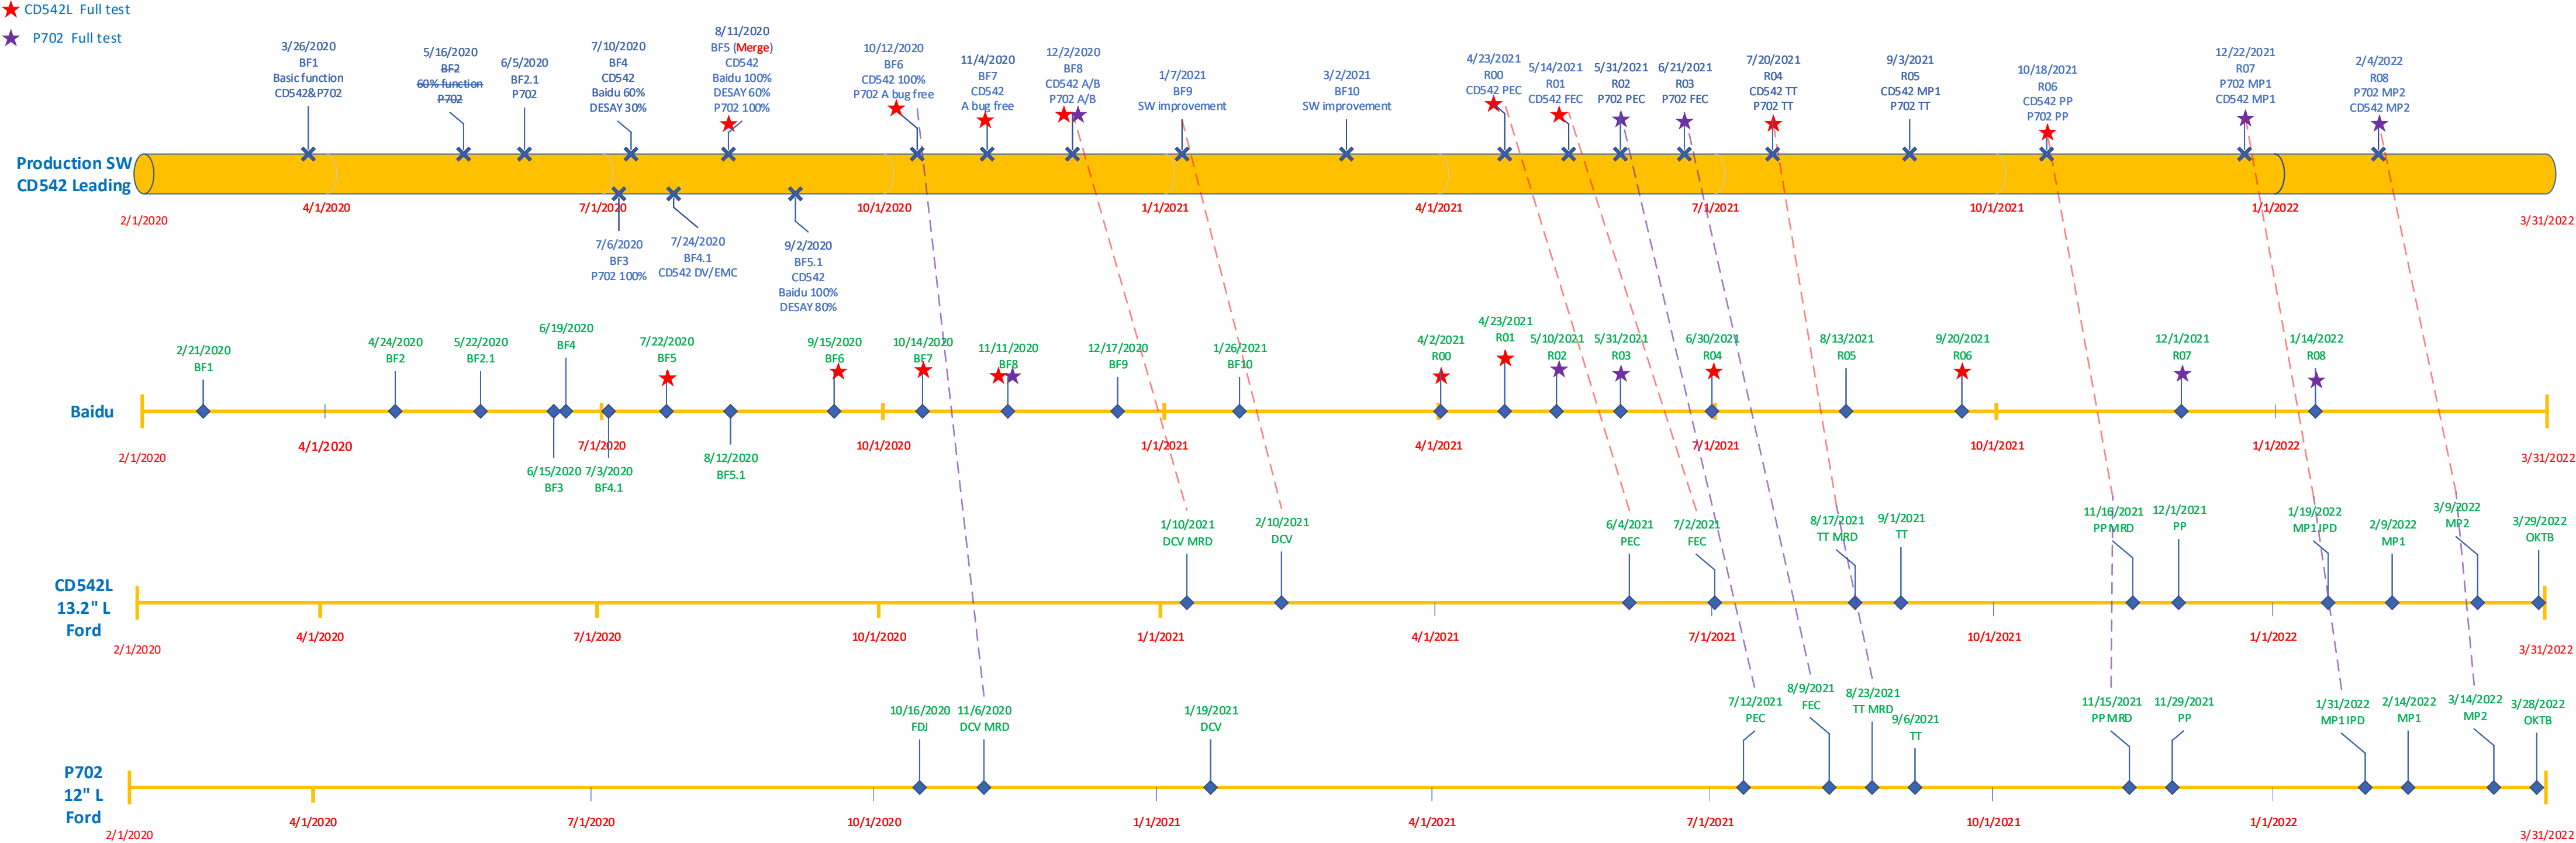 CD542L Full test
P702 Full test
3/26/2020
BF1
Basic function
CD542&P702
5/16/2020
BF2
60% function
P702
6/5/2020
BF2.1
P702
7/10/2020
BF4
CD542
Baidu 60%
DESAY 30%
8/11/2020
BF5 (Merge)
CD542
Baidu 100%
DESAY 60%
P702 100%
10/12/2020
BF6
CD542 100%
P702 A bug free
11/4/2020
BF7
CD542
A bug free
12/2/2020
BF8
CD542 A/B
P702 A/B
1/7/2021
BF9
SW improvement
3/2/2021
BF10
SW improvement
4/23/2021
R00
CD542 PEC
5/14/2021
R01
CD542 FEC
5/31/2021
R02
P702 PEC
6/21/2021
R03
P702 FEC
7/20/2021
R04
CD542 TT
P702 TT
9/3/2021
R05
CD542 MP1
P702 TT
10/18/2021
R06
CD542 PP
P702 PP
12/22/2021
R07
P702 MP1
CD542 MP1
2/4/2022
R08
P702 MP2
CD542 MP2
Production SW
CD542 Leading
2/1/2020
4/1/2020
7/1/2020
10/1/2020
1/1/2021
4/1/2021
7/1/2021
10/1/2021
1/1/2022
3/31/2022
7/6/2020
BF3
P702 100%
7/24/2020
BF4.1
CD542 DV/EMC
9/2/2020
BF5.1
CD542
Baidu 100%
DESAY 80%
2/21/2020
BF1
4/24/2020
BF2
5/22/2020
BF2.1
6/19/2020
BF4
7/22/2020
BF5
9/15/2020
BF6
10/14/2020
BF7
11/11/2020
BF8
12/17/2020
BF9
1/26/2021
BF10
4/2/2021
R00
4/23/2021
R01
5/10/2021
R02
5/31/2021
R03
6/30/2021
R04
8/13/2021
R05
9/20/2021
R06
12/1/2021
R07
1/14/2022
R08
Baidu
2/1/2020
4/1/2020
7/1/2020
10/1/2020
1/1/2021
4/1/2021
7/1/2021
10/1/2021
1/1/2022
3/31/2022
6/15/2020
BF3
7/3/2020
BF4.1
8/12/2020
BF5.1
1/10/2021
DCV MRD
2/10/2021
DCV
6/4/2021
PEC
7/2/2021
FEC
8/17/2021
TT MRD
9/1/2021
TT
11/16/2021
PP MRD
12/1/2021
PP
1/19/2022
MP1 IPD
2/9/2022
MP1
3/9/2022
MP2
3/29/2022
OKTB
CD542L
13.2" L
Ford
2/1/2020
4/1/2020
7/1/2020
10/1/2020
1/1/2021
4/1/2021
7/1/2021
10/1/2021
1/1/2022
3/31/2022
10/16/2020
FDJ
11/6/2020
DCV MRD
1/19/2021
DCV
7/12/2021
PEC
8/9/2021
FEC
8/23/2021
TT MRD
9/6/2021
TT
11/15/2021
PP MRD
11/29/2021
PP
1/31/2022
MP1 IPD
2/14/2022
MP1
3/14/2022
MP2
3/28/2022
OKTB
P702
12" L
Ford
2/1/2020
4/1/2020
7/1/2020
10/1/2020
1/1/2021
4/1/2021
7/1/2021
10/1/2021
1/1/2022
3/31/2022